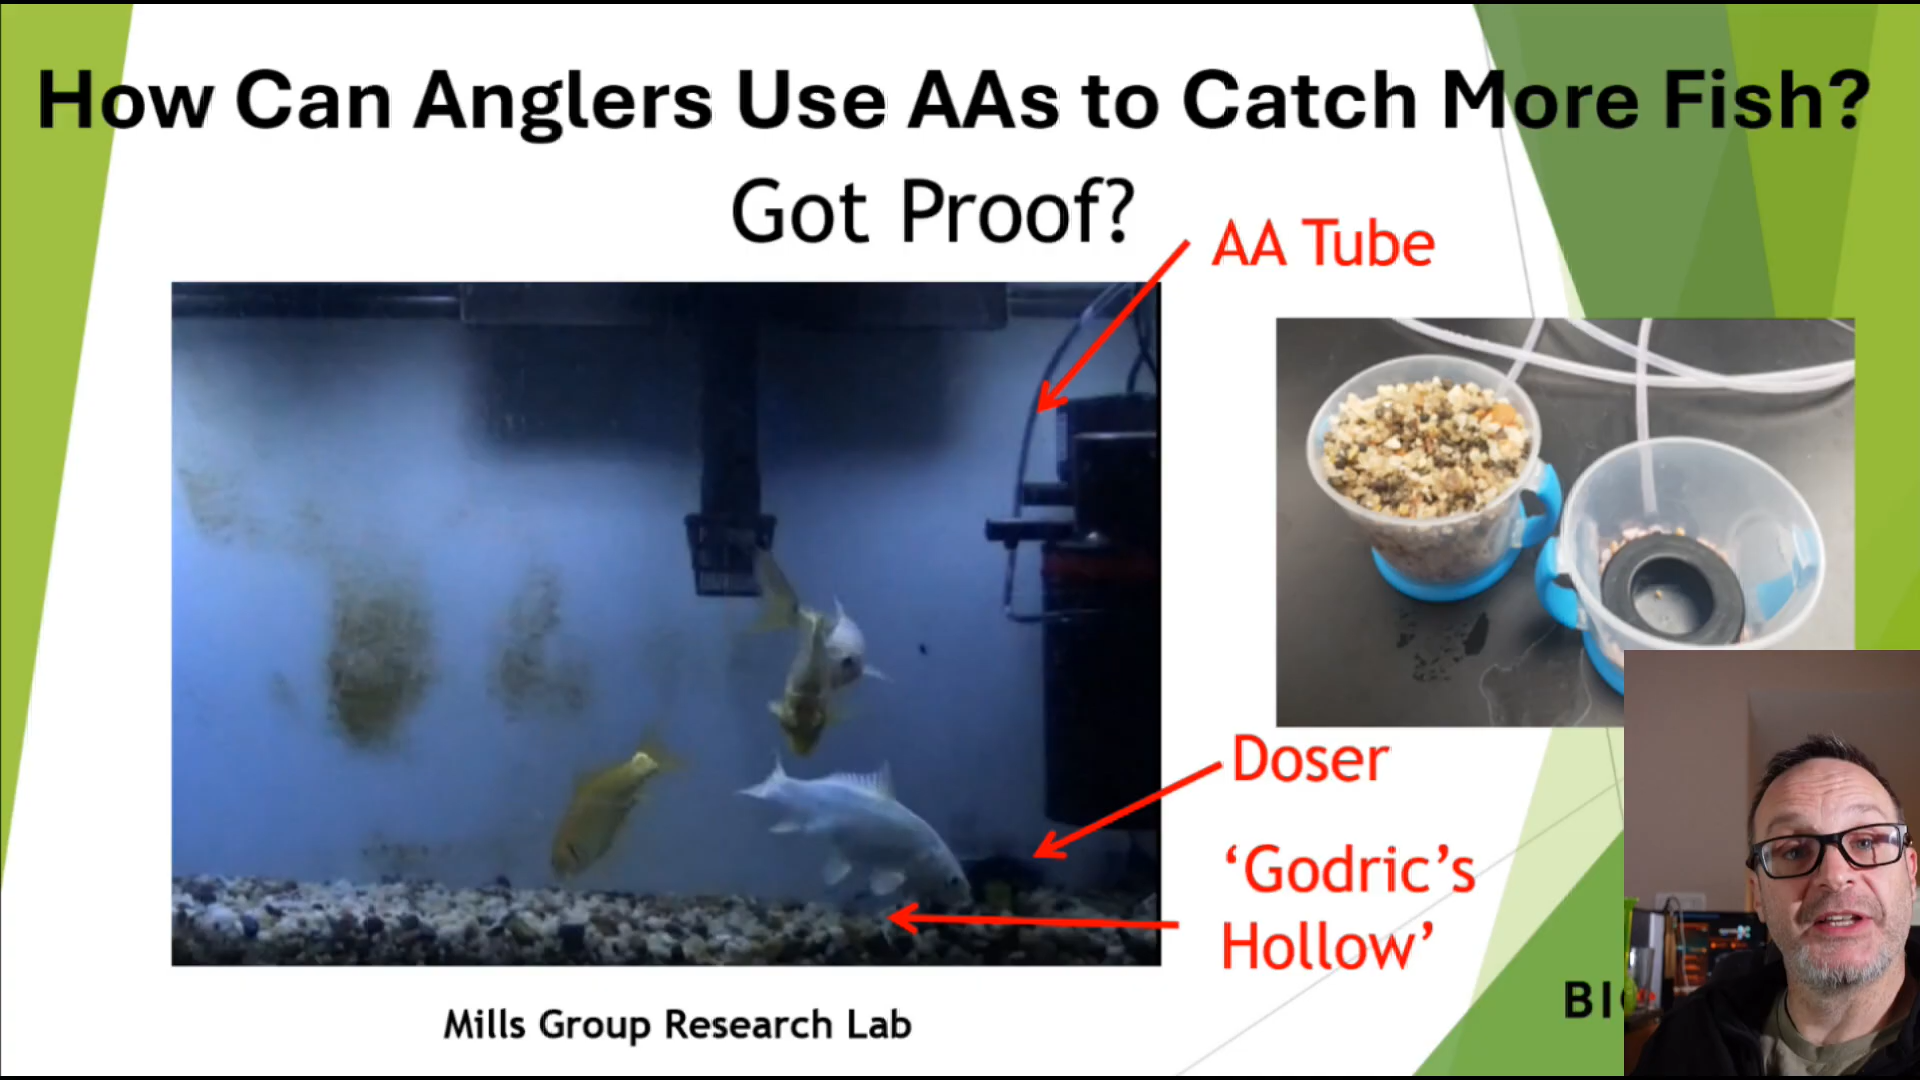 How Can Anglers Use AAs to Catch More Fish?
Got Proof?
AA Tube
Doser
‘Godric’s
Hollow’
Mills Group Research Lab